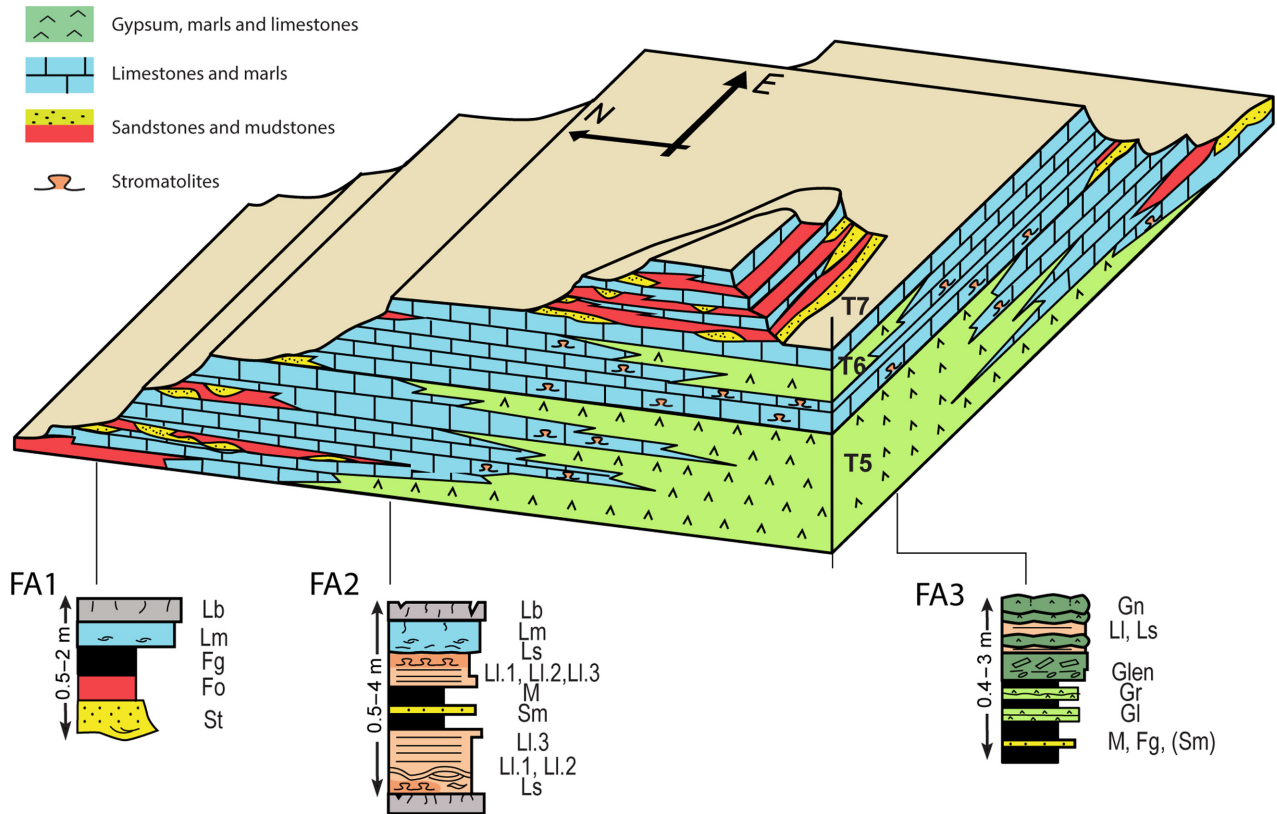 Gypsum, marls and limestones
Limestones and marls
Sandstones and mudstones
Stromatolites
N
E
T7
T6
T5
FA1
0.5–2 m
Lb
Lm
Fg
Fo
St
FA2
0.5–4 m
Lb
Lm
Ls
Ll.1, Ll.2,Ll.3
M
Sm
Ll.3
Ll.1, Ll.2
Ls
FA3
0.4–3 m
Gn
Ll, Ls
Glen
Gr
Gl
M, Fg, (Sm)